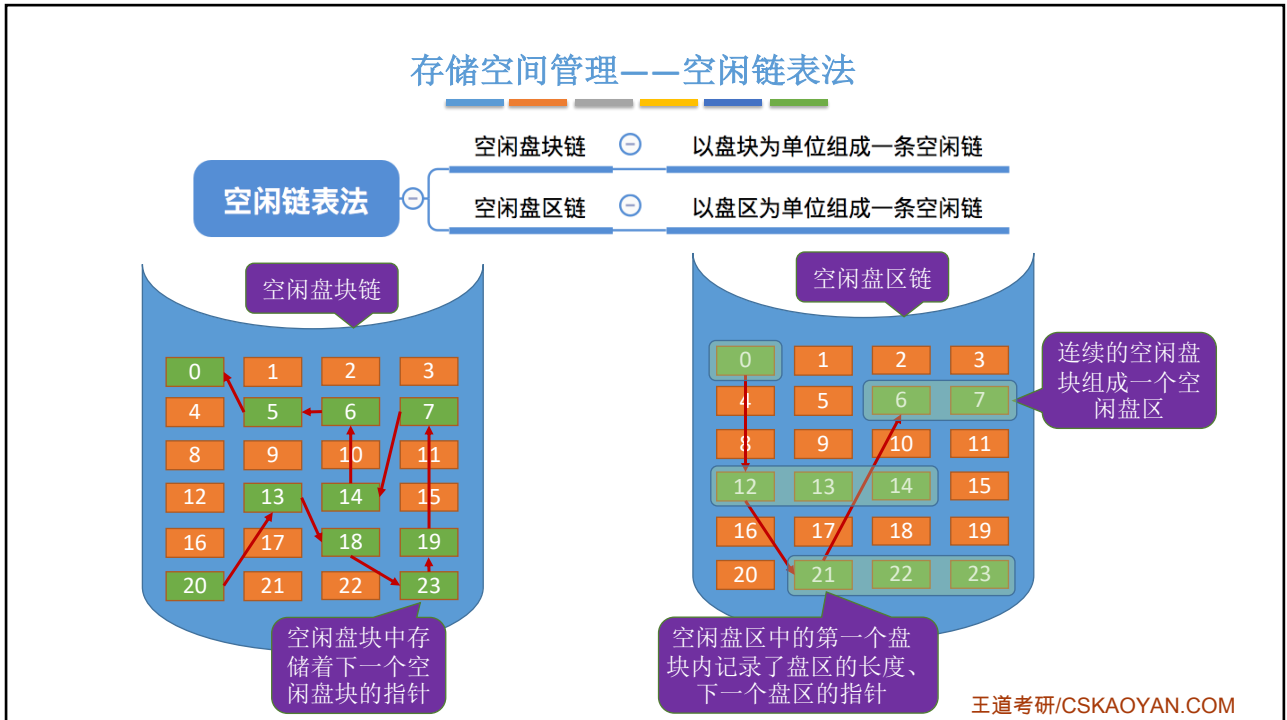 存储空间管理——空闲链表法
空闲链表法
空闲盘块链
以盘块为单位组成一条空闲链
空闲盘区链
以盘区为单位组成一条空闲链
空闲盘块链
0 1 2 3
4 5 6 7
8 9 10 11
12 13 14 15
16 17 18 19
20 21 22 23
空闲盘块中存
储着下一个空
闲盘块的指针
空闲盘区链
0 1 2 3
4 5 6 7
8 9 10 11
12 13 14 15
16 17 18 19
20 21 22 23
连续的空闲盘
块组成一个空
闲盘区
空闲盘区中的第一个盘
块内记录了盘区的长度、
下一个盘区的指针
王道考研/CSKAOYAN.COM